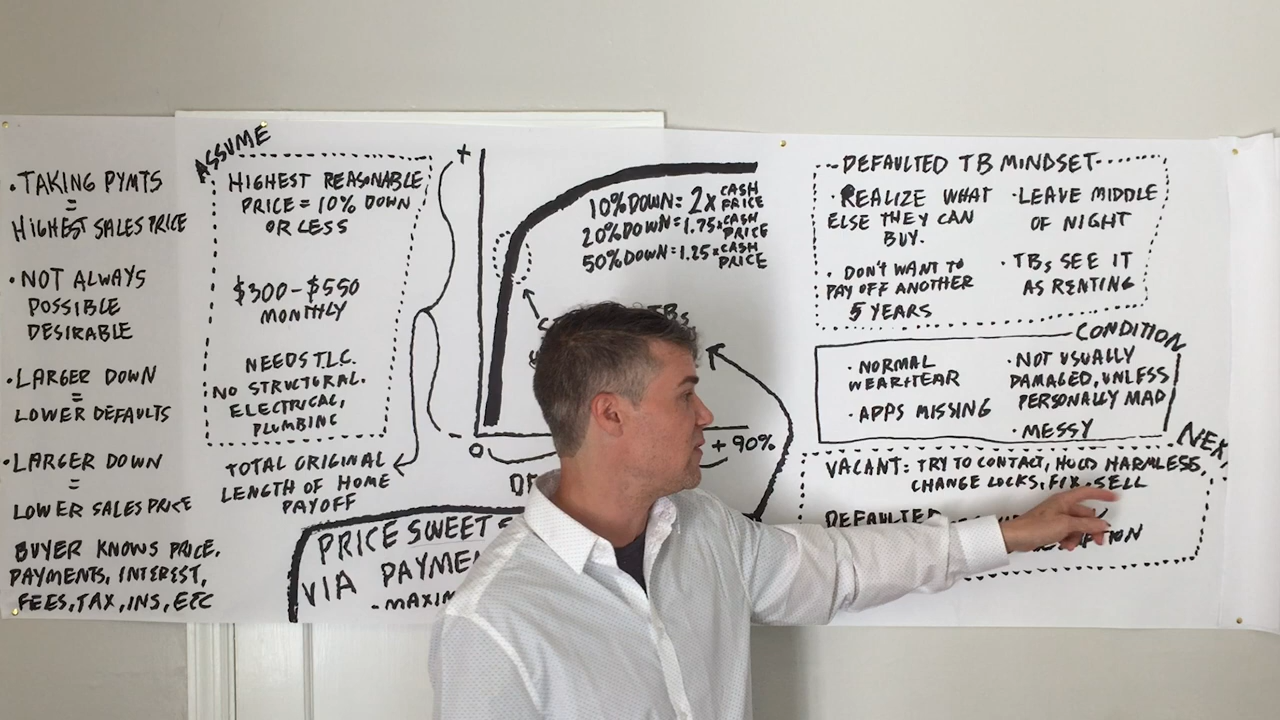 • TAKING PYMTS
=
HIGHEST SALES PRICE
• NOT ALWAYS
POSSIBLE
DESIRABLE
• LARGER DOWN
=
LOWER DEFAULTS
• LARGER DOWN
=
LOWER SALES PRICE
BUYER KNOWS PRICE,
PAYMENTS, INTEREST,
FEES, TAX, INS, ETC
ASSUME
HIGHEST REASONABLE
PRICE = 10% DOWN
OR LESS
$300-$550
MONTHLY
NEEDS T.L.C.
NO STRUCTURAL.
ELECTRICAL,
PLUMBING
TOTAL ORIGINAL
LENGTH OF HOME
PAYOFF
+
10% DOWN = 2x CASH PRICE
20% DOWN = 1.75x CASH PRICE
50% DOWN = 1.25x CASH PRICE
TBs
0
+ 90%
PRICE SWEET
VIA
DEFAULTED TB MINDSET
• REALIZE WHAT
ELSE THEY CAN
BUY.
• DON'T WANT TO
PAY OFF ANOTHER
5 YEARS
• LEAVE MIDDLE
OF NIGHT
• TBs SEE IT
AS RENTING
CONDITION
• NORMAL
WEAR+TEAR
• APPS MISSING
• NOT USUALLY
DAMAGED, UNLESS
PERSONALLY MAD
• MESSY
VACANT: TRY TO CONTACT, HOLD HARMLESS,
CHANGE LOCKS, FIX, SELL
DEFAULTED